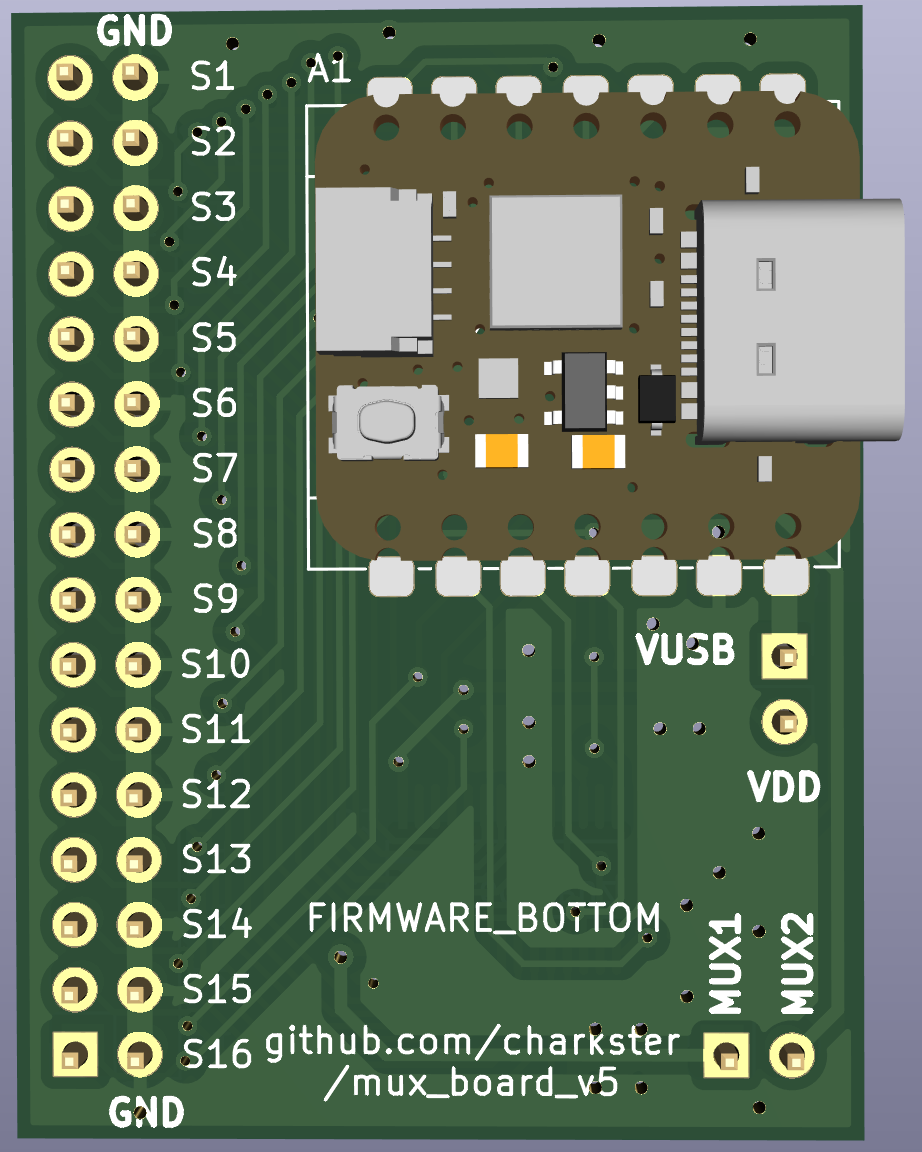 GND
S1
A1
S2
S3
S4
S5
S6
S7
S8
S9
S10
VUSB
S11
S12
VDD
S13
S14
FIRMWARE_BOTTOM
MUX1
MUX2
S15
S16
github.com/charkster
/mux_board_v5
GND